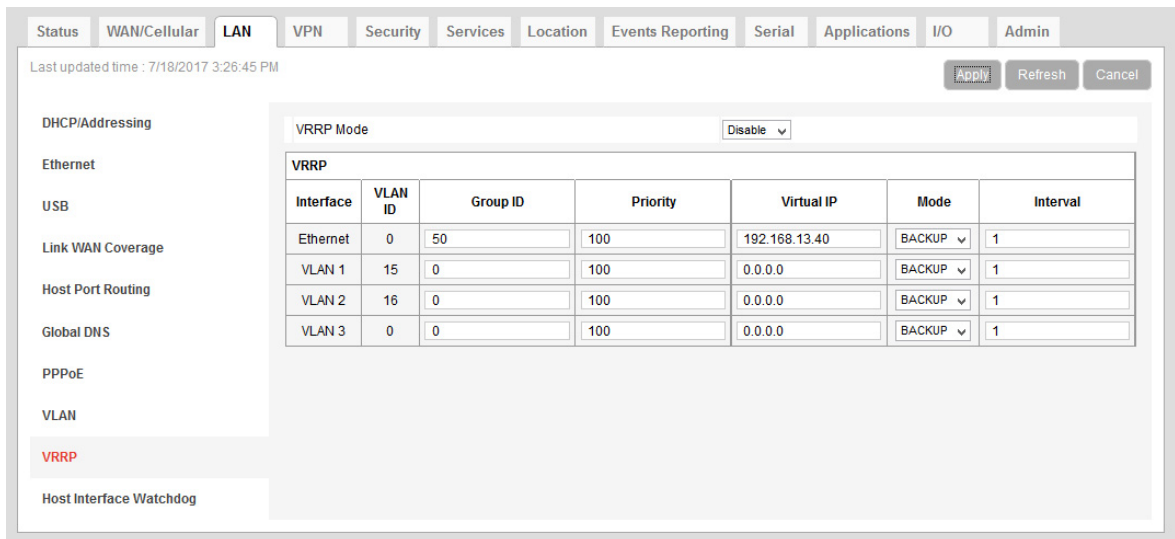 Status WAN/Cellular LAN VPN Security Services Location Events Reporting Serial Applications I/O Admin
Last updated time : 7/18/2017 3:26:45 PM
Apply Refresh Cancel
DHCP/Addressing
Ethernet
USB
Link WAN Coverage
Host Port Routing
Global DNS
PPPoE
VLAN
VRRP
Host Interface Watchdog
VRRP Mode Disable
VRRP
Interface VLAN ID Group ID Priority Virtual IP Mode Interval
Ethernet 0 50 100 192.168.13.40 BACKUP 1
VLAN 1 15 0 100 0.0.0.0 BACKUP 1
VLAN 2 16 0 100 0.0.0.0 BACKUP 1
VLAN 3 0 0 100 0.0.0.0 BACKUP 1